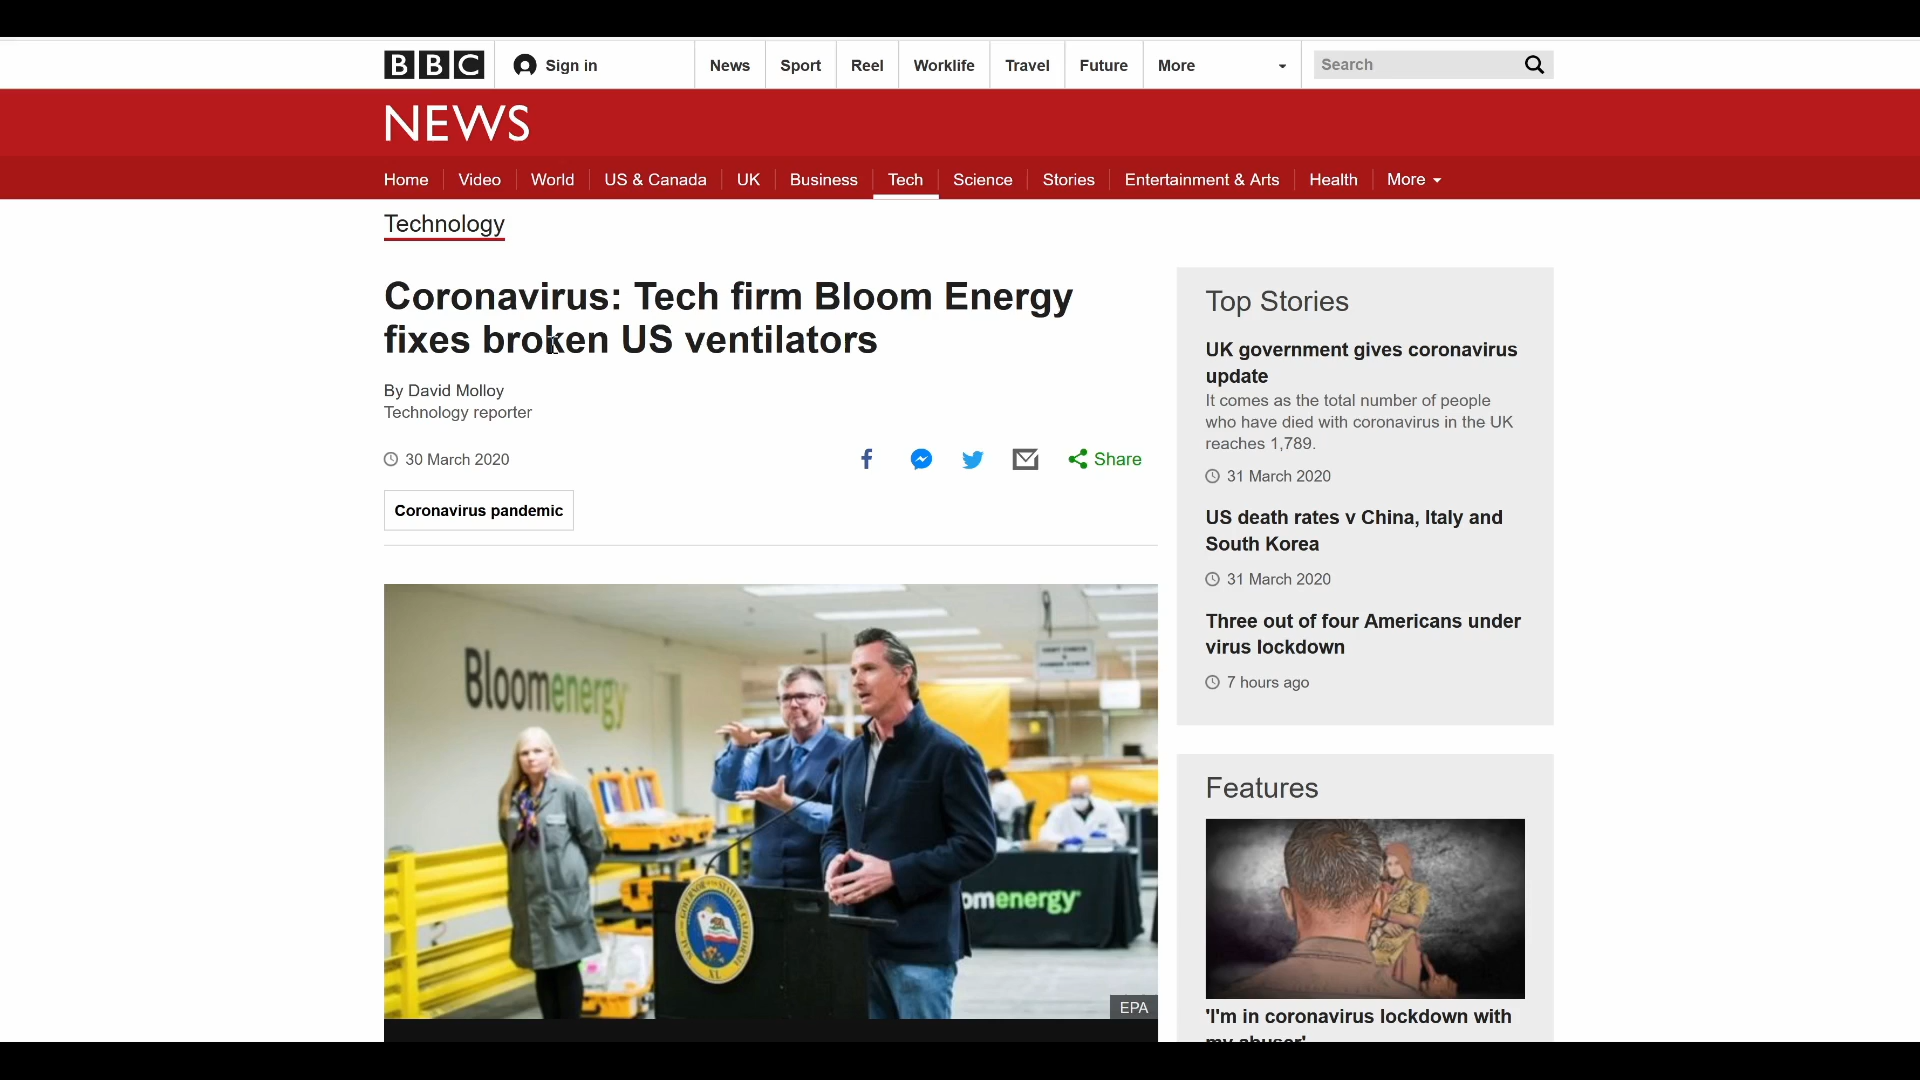 BBC
Sign in
News
Sport
Reel
Worklife
Travel
Future
More
Search
NEWS
Home
Video
World
US & Canada
UK
Business
Tech
Science
Stories
Entertainment & Arts
Health
More
Technology
Coronavirus: Tech firm Bloom Energy
fixes broken US ventilators
By David Molloy
Technology reporter
30 March 2020
Share
Coronavirus pandemic
Bloomenergy
omenergy
EPA
Top Stories
UK government gives coronavirus
update
It comes as the total number of people
who have died with coronavirus in the UK
reaches 1,789.
31 March 2020
US death rates v China, Italy and
South Korea
31 March 2020
Three out of four Americans under
virus lockdown
7 hours ago
Features
'I'm in coronavirus lockdown with
my abuser'